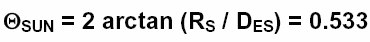 ΘSUN = 2 arctan (RS / DES) = 0.533